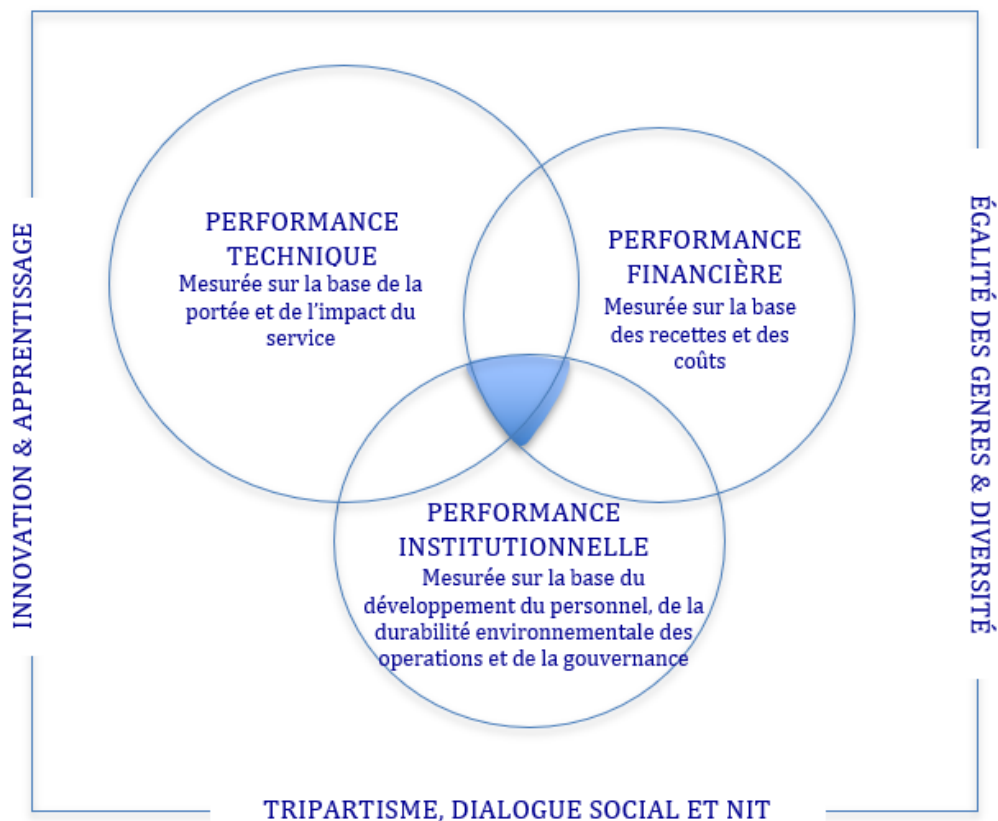 PERFORMANCE
TECHNIQUE
Mesurée sur la base de la
portée et de l'impact du
service
PERFORMANCE
FINANCIÈRE
Mesurée sur la base
des recettes et des
coûts
PERFORMANCE
INSTITUTIONNELLE
Mesurée sur la base du
développement du personnel, de la
durabilité environnementale des
operations et de la gouvernance
INNOVATION & APPRENTISSAGE
ÉGALITÉ DES GENRES & DIVERSITÉ
TRIPARTISME, DIALOGUE SOCIAL ET NIT